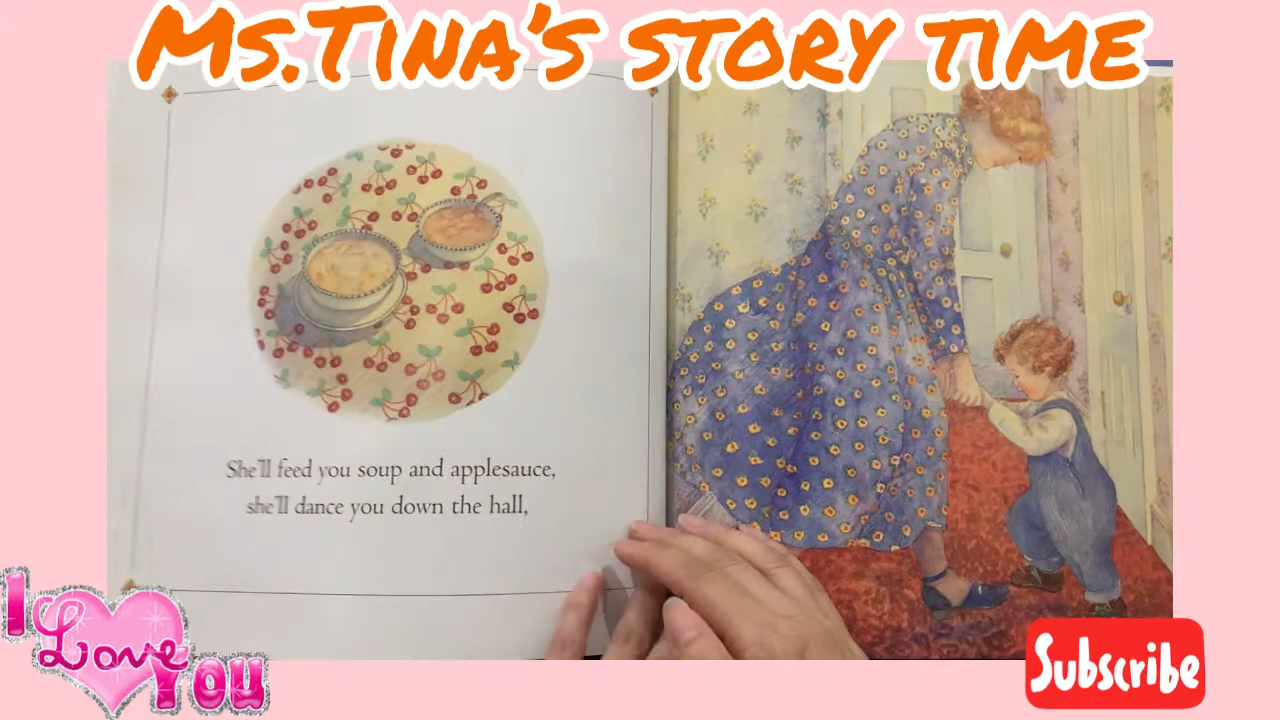 Ms.Tina's story time
She'll feed you soup and applesauce,
she'll dance you down the hall,
I
Love
You
Subscribe